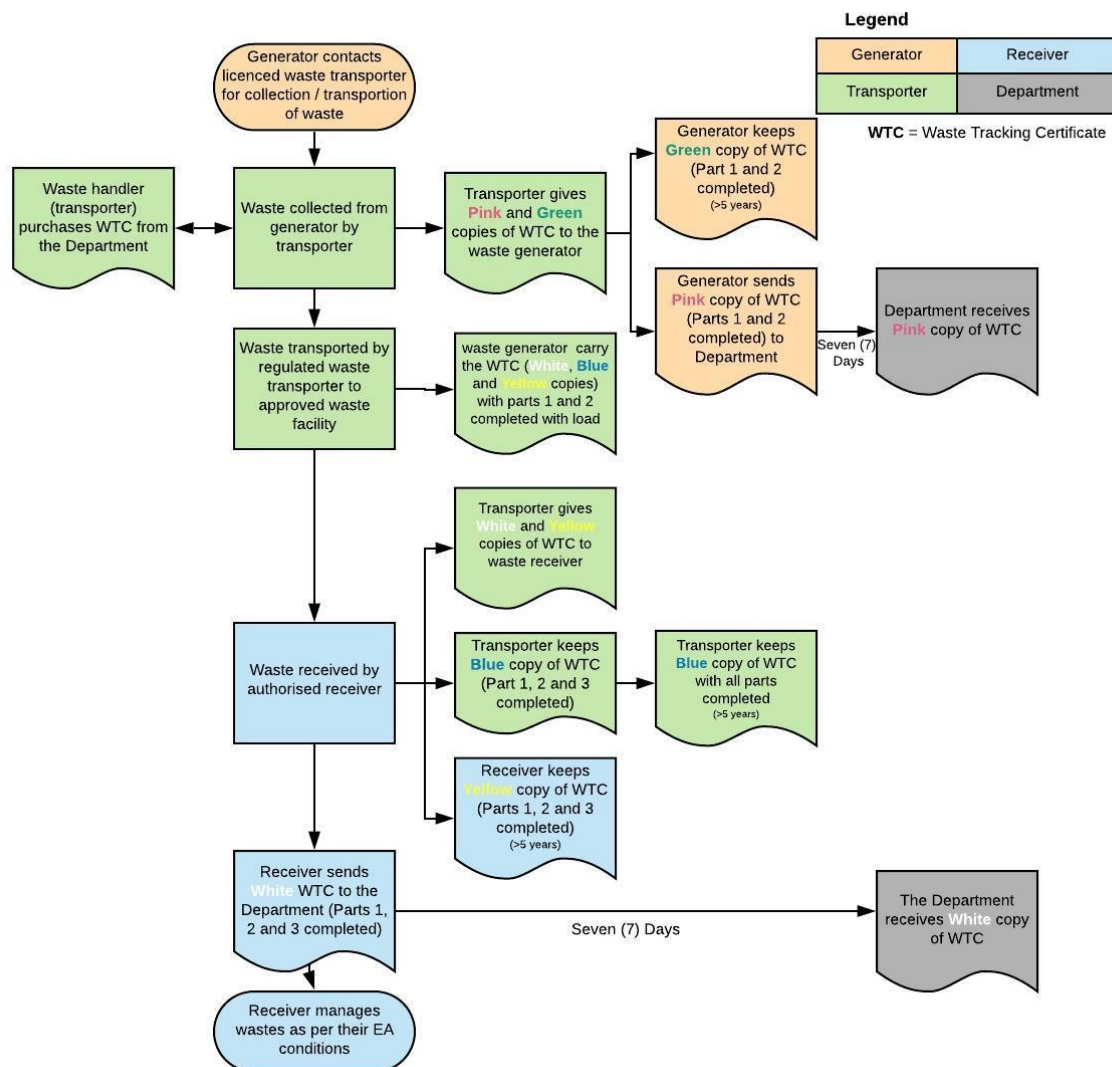 Legend
Generator
Receiver
Transporter
Department
WTC = Waste Tracking Certificate
Generator contacts
licenced waste transporter
for collection / transportion
of waste
Waste handler
(transporter)
purchases WTC from
the Department
Waste collected from
generator by
transporter
Transporter gives
Pink and Green
copies of WTC to the
waste generator
Generator keeps
Green copy of WTC
(Part 1 and 2
completed)
(>5 years)
Generator sends
Pink copy of WTC
(Parts 1 and 2
completed) to
Department
Seven (7)
Days
Department receives
Pink copy of WTC
Waste transported by
regulated waste
transporter to
approved waste
facility
waste generator carry
the WTC (White, Blue
and Yellow copies)
with parts 1 and 2
completed with load
Transporter gives
White and Yellow
copies of WTC to
waste receiver
Waste received by
authorised receiver
Transporter keeps
Blue copy of WTC
(Part 1, 2 and 3
completed)
Transporter keeps
Blue copy of WTC
with all parts
completed
(>5 years)
Receiver keeps
Yellow copy of WTC
(Parts 1, 2 and 3
completed)
(>5 years)
Receiver sends
White WTC to the
Department (Parts 1,
2 and 3 completed)
Seven (7) Days
The Department
receives White copy
of WTC
Receiver manages
wastes as per their EA
conditions